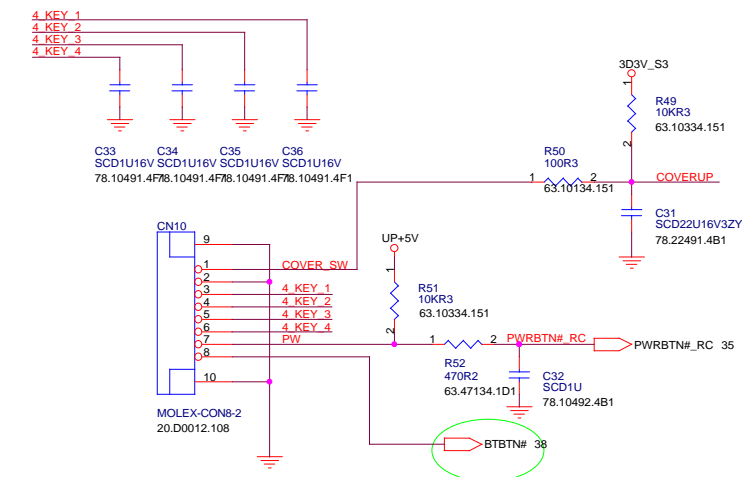 4_KEY_1
4_KEY_2
4_KEY_3
4_KEY_4
C33
SCD1U16V
78.10491.4F1
C34
SCD1U16V
78.10491.4F1
C35
SCD1U16V
78.10491.4F1
C36
SCD1U16V
78.10491.4F1
3D3V_S3
1
R49
10KR3
63.10334.151
2
R50
100R3
1
2
63.10134.151
COVERUP
C31
SCD22U16V3ZY
78.22491.4B1
CN10
9
1
COVER_SW
2
3
4_KEY_1
4
4_KEY_2
5
4_KEY_3
6
4_KEY_4
7
PW
8
10
MOLEX-CON8-2
20.D0012.108
UP+5V
1
R51
10KR3
63.10334.151
2
1
2
R52
470R2
63.47134.1D1
PWRBTN#_RC
PWRBTN#_RC 35
C32
SCD1U
78.10492.4B1
BTBTN# 38